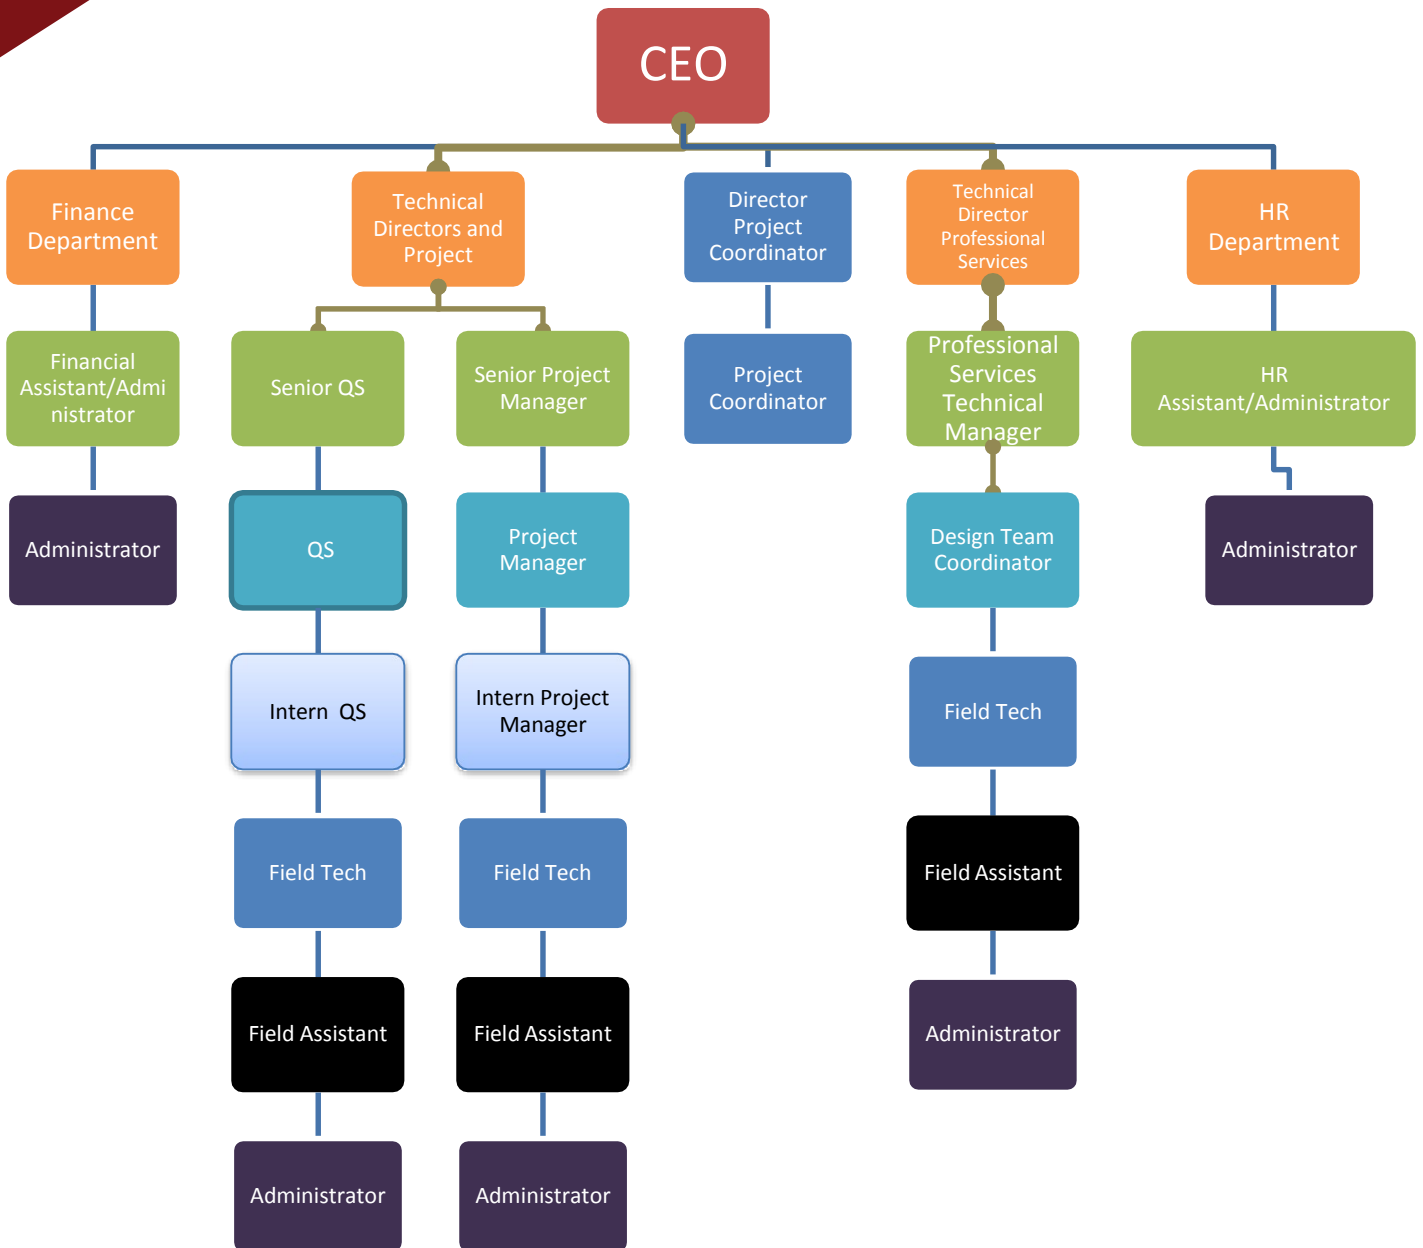 CEO
Finance
Department
Technical
Directors and
Project
Director
Project
Coordinator
Technical
Director
Professional
Services
HR
Department
Financial
Assistant/Admi
nistrator
Senior QS
Senior Project
Manager
Project
Coordinator
Professional
Services
Technical
Manager
HR
Assistant/Administrator
Administrator
QS
Project
Manager
Design Team
Coordinator
Administrator
Intern  QS
Intern Project
Manager
Field Tech
Field Tech
Field Tech
Field Assistant
Field Assistant
Field Assistant
Administrator
Administrator
Administrator